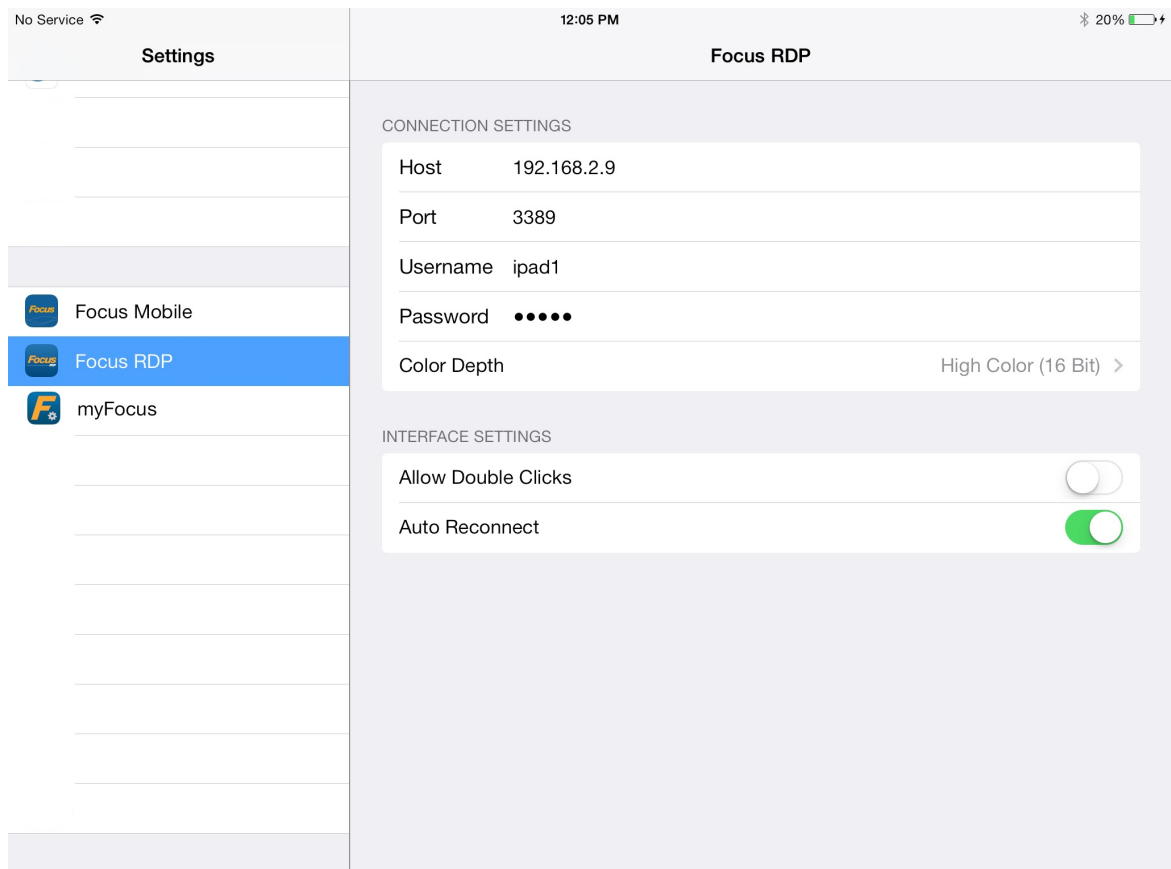 No Service 12:05 PM 20%
Settings
Focus RDP
CONNECTION SETTINGS
Host 192.168.2.9
Port 3389
Username ipad1
Password •••••
Color Depth High Color (16 Bit)
INTERFACE SETTINGS
Allow Double Clicks
Auto Reconnect
Focus Focus Mobile
Focus Focus RDP
F myFocus